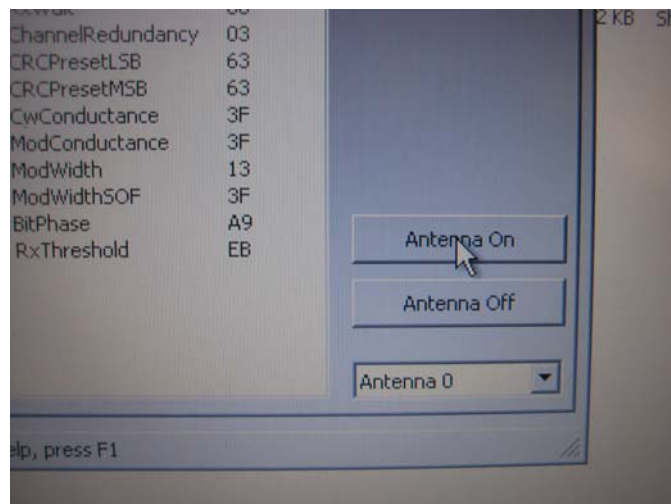 ChannelRedundancy 03
CRCPresetLSB 63
CRCPresetMSB 63
CwConductance 3F
ModConductance 3F
ModWidth 13
ModWidthSOF 3F
BitPhase A9
RxThreshold EB
2 KB
Antenna On
Antenna Off
Antenna 0
elp, press F1